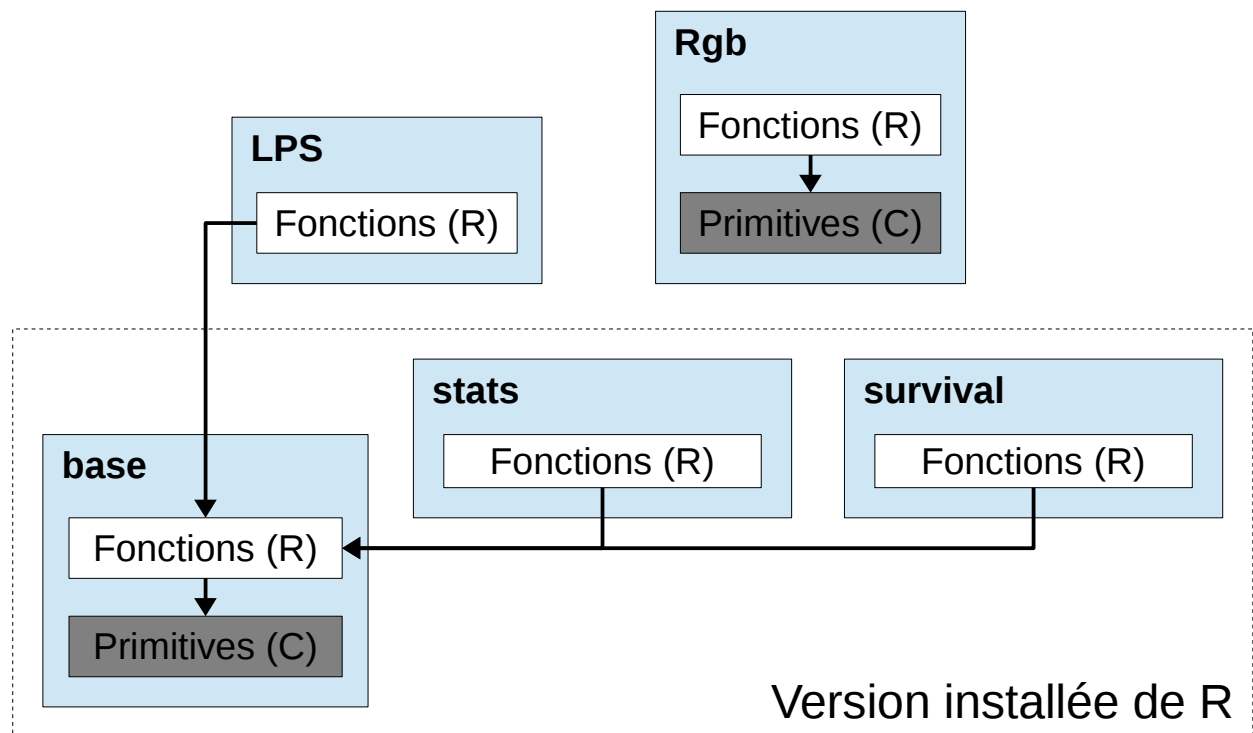 Rgb
Fonctions (R)
Primitives (C)
LPS
Fonctions (R)
stats
Fonctions (R)
survival
Fonctions (R)
base
Fonctions (R)
Primitives (C)
Version installée de R